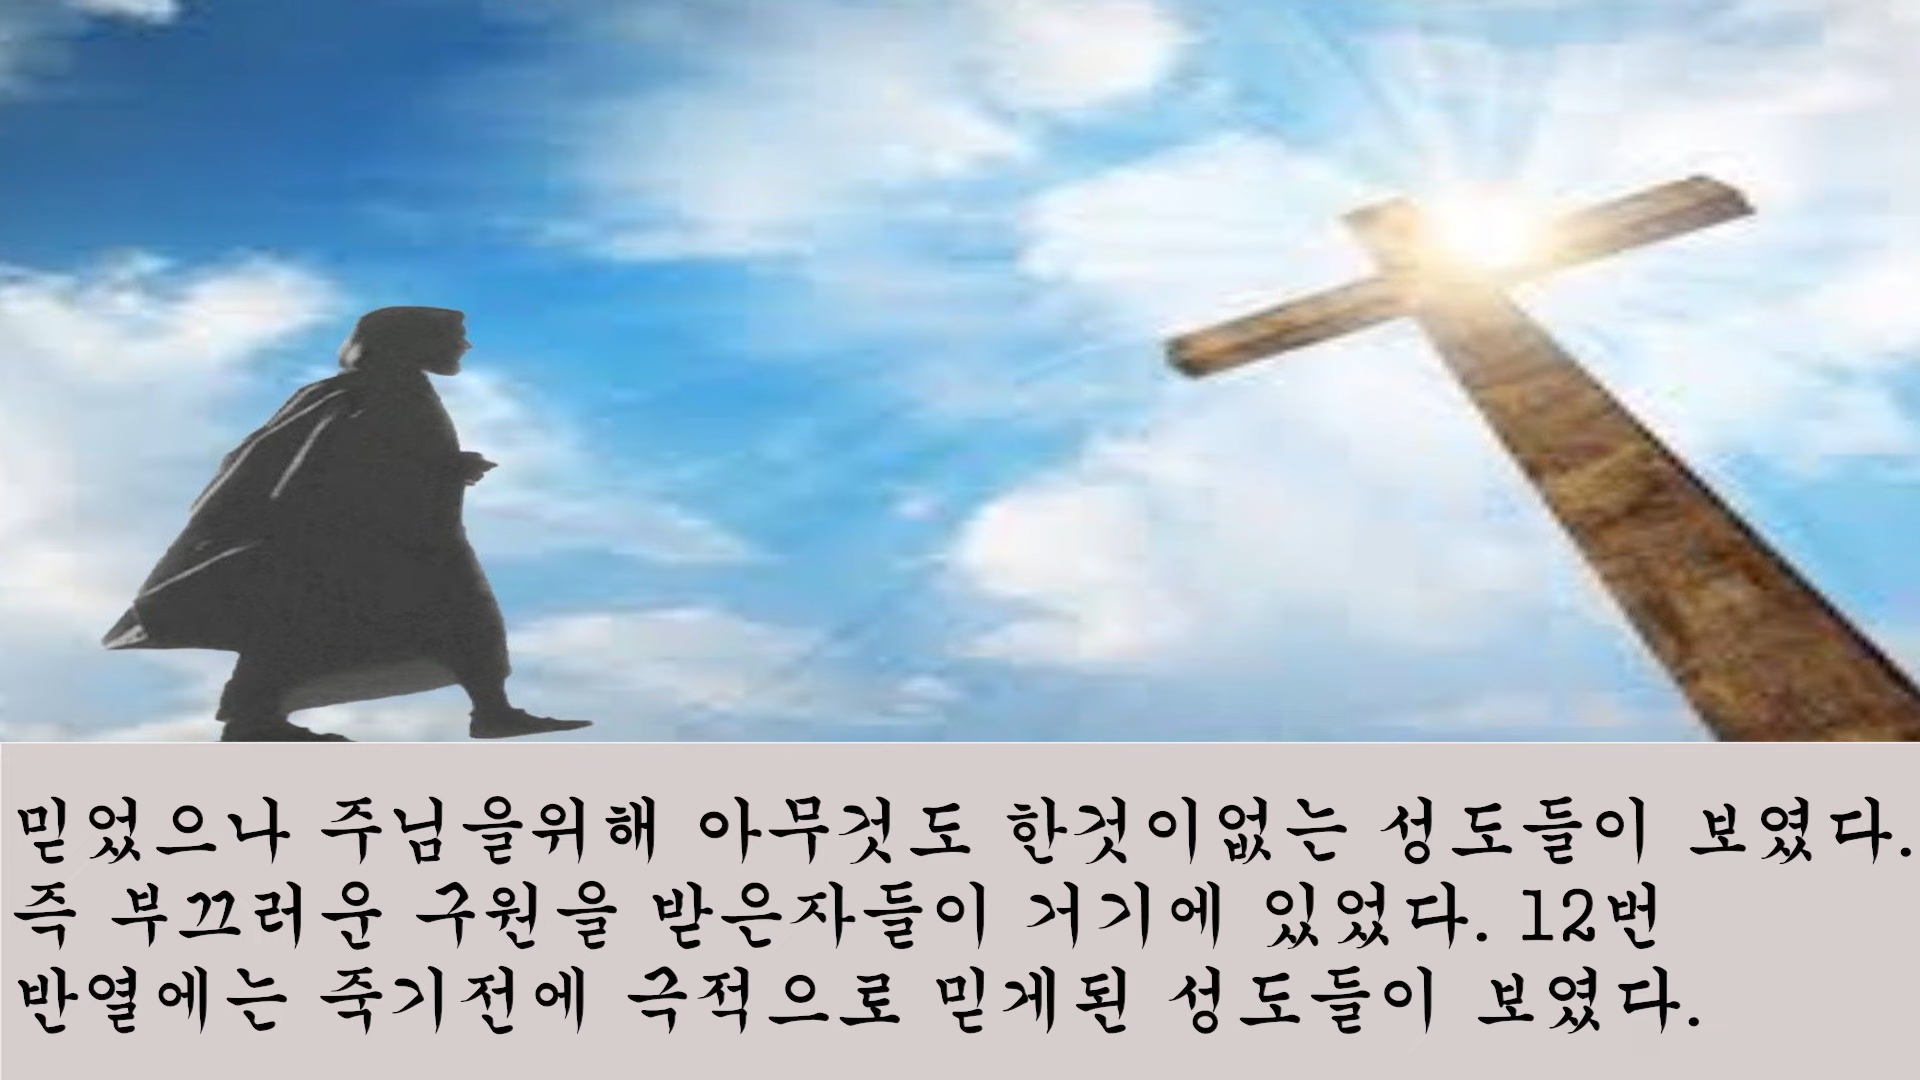 믿었으나 주님을위해 아무것도 한것이없는 성도들이 보였다.
즉 부끄러운 구원을 받은자들이 거기에 있었다. 12번
반열에는 죽기전에 극적으로 믿게된 성도들이 보였다.